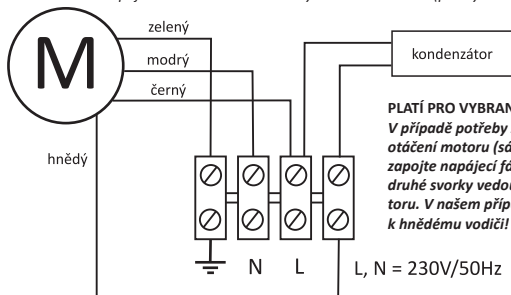 zelený
modrý
černý
hnědý
M
kondenzátor
PLATÍ PRO VYBRAN
V případě potřeby
otáčení motoru (sá
zapojte napájecí fá
druhé svorky vedou
toru. V našem příp
k hnědému vodiči!
N L L, N = 230V/50Hz